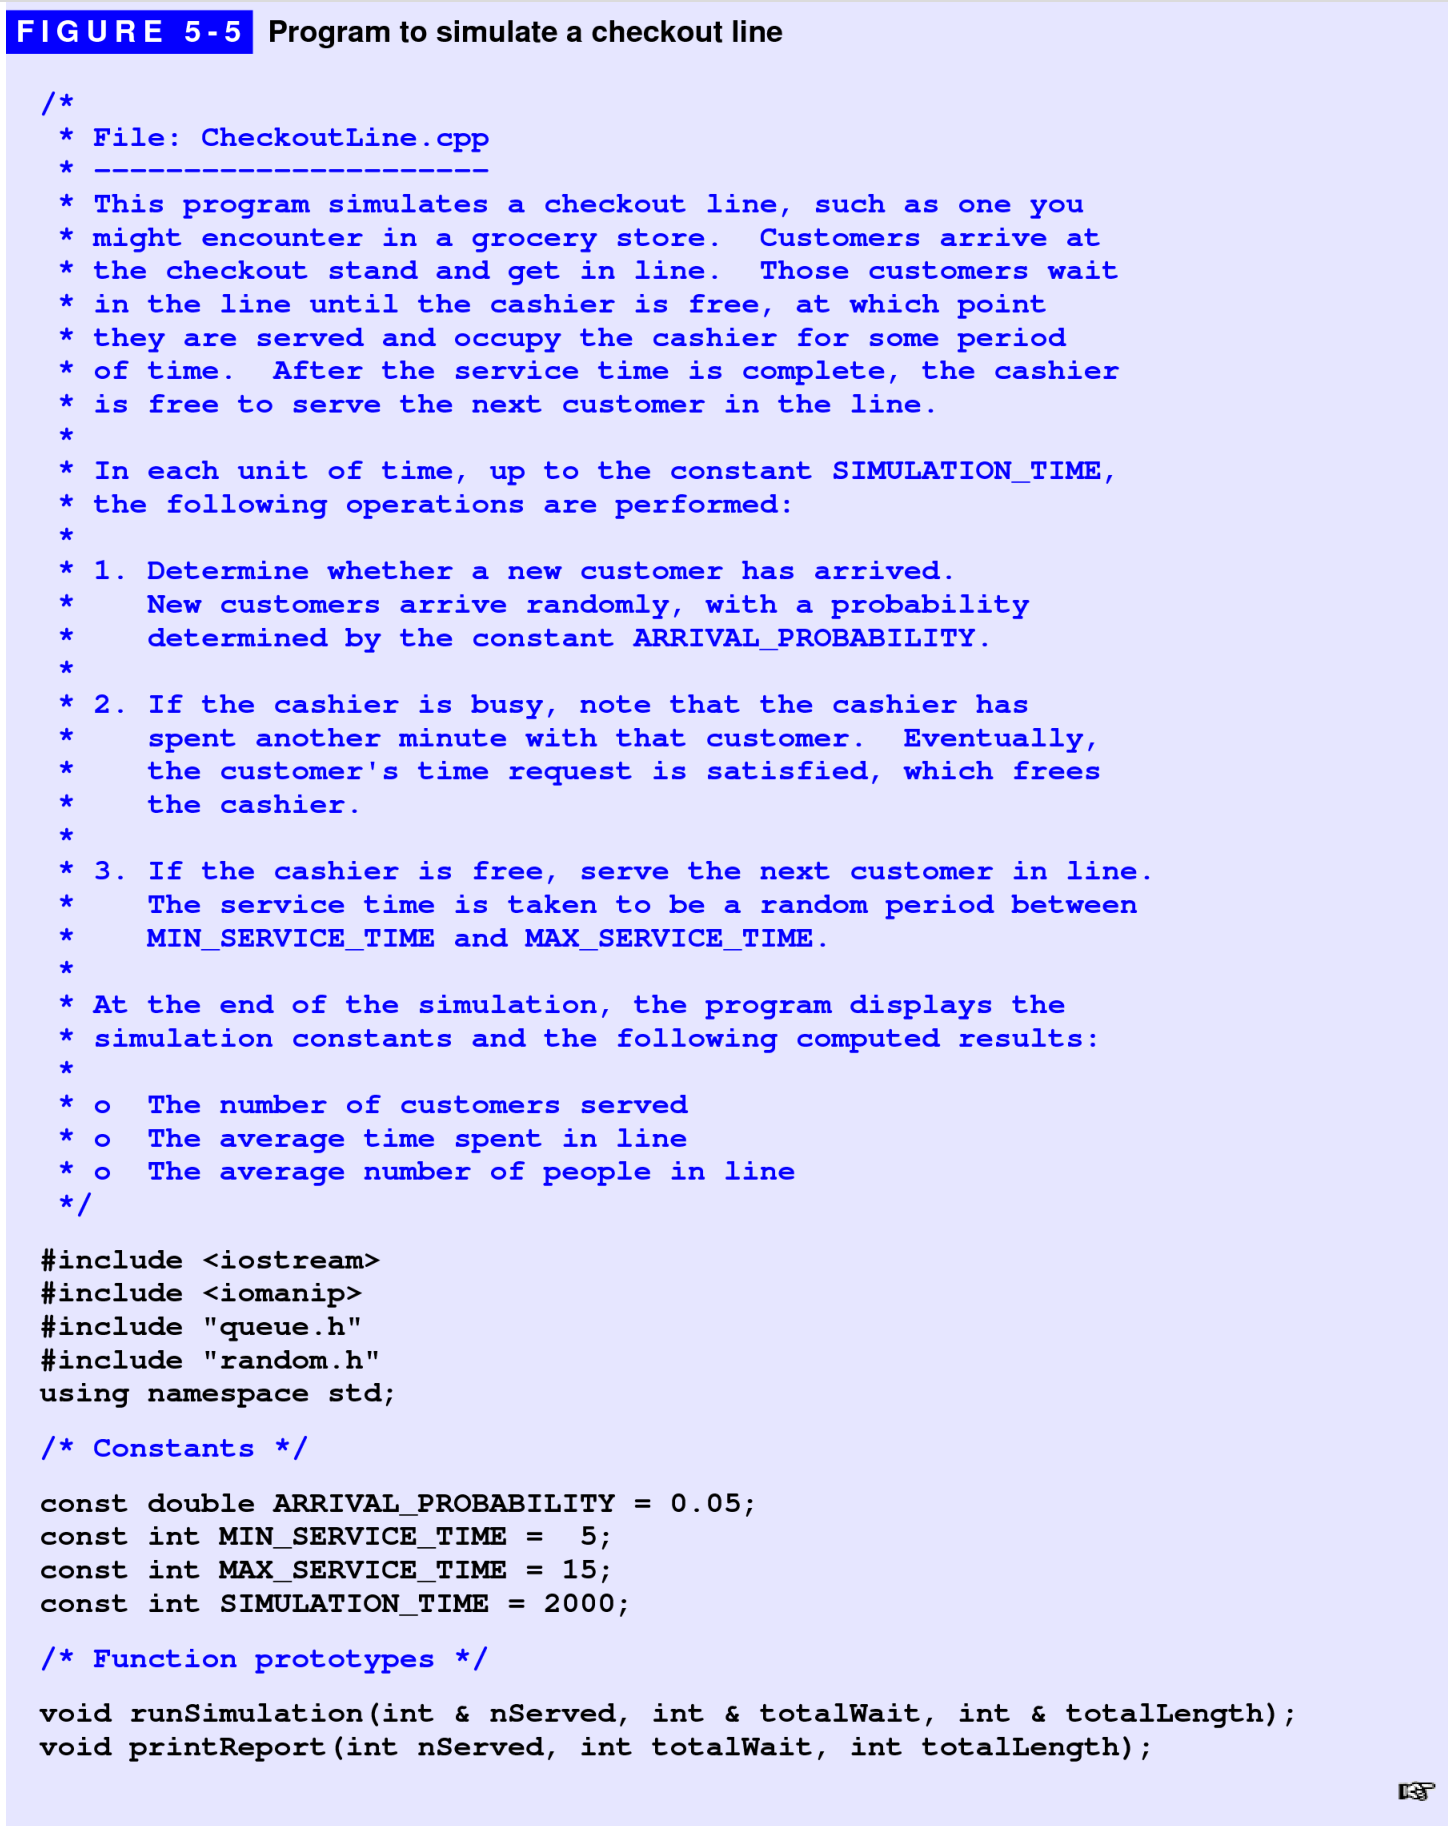 FIGURE 5-5 Program to simulate a checkout line
/*
 * File: CheckoutLine.cpp
 * ----------------------
 * This program simulates a checkout line, such as one you
 * might encounter in a grocery store.  Customers arrive at
 * the checkout stand and get in line.  Those customers wait
 * in the line until the cashier is free, at which point
 * they are served and occupy the cashier for some period
 * of time.  After the service time is complete, the cashier
 * is free to serve the next customer in the line.
 *
 * In each unit of time, up to the constant SIMULATION_TIME,
 * the following operations are performed:
 *
 * 1. Determine whether a new customer has arrived.
 *    New customers arrive randomly, with a probability
 *    determined by the constant ARRIVAL_PROBABILITY.
 *
 * 2. If the cashier is busy, note that the cashier has
 *    spent another minute with that customer.  Eventually,
 *    the customer's time request is satisfied, which frees
 *    the cashier.
 *
 * 3. If the cashier is free, serve the next customer in line.
 *    The service time is taken to be a random period between
 *    MIN_SERVICE_TIME and MAX_SERVICE_TIME.
 *
 * At the end of the simulation, the program displays the
 * simulation constants and the following computed results:
 *
 * o  The number of customers served
 * o  The average time spent in line
 * o  The average number of people in line
 */
#include <iostream>
#include <iomanip>
#include "queue.h"
#include "random.h"
using namespace std;
/* Constants */
const double ARRIVAL_PROBABILITY = 0.05;
const int MIN_SERVICE_TIME =  5;
const int MAX_SERVICE_TIME = 15;
const int SIMULATION_TIME = 2000;
/* Function prototypes */
void runSimulation(int & nServed, int & totalWait, int & totalLength);
void printReport(int nServed, int totalWait, int totalLength);